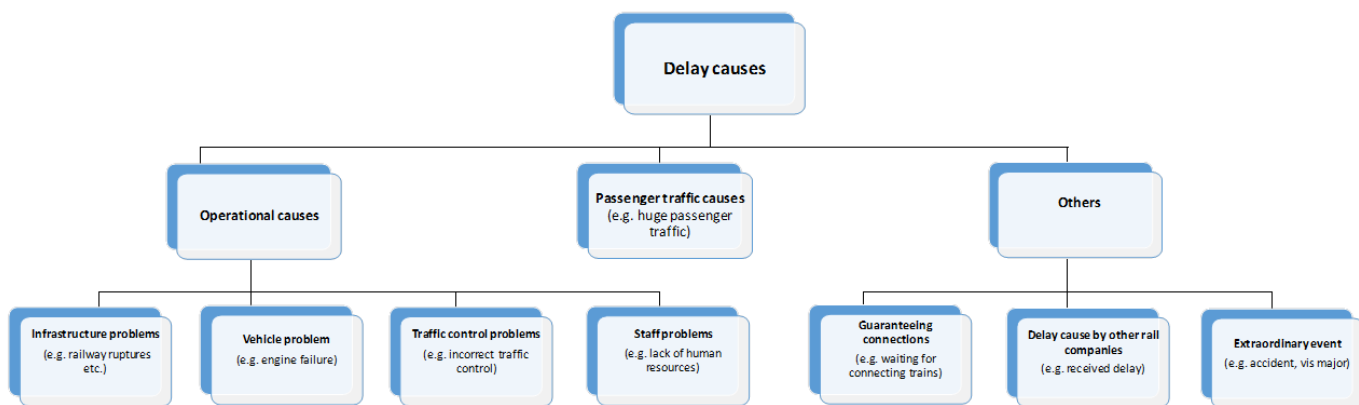 Delay causes
Operational causes
Passenger traffic causes
(e.g. huge passenger
traffic)
Others
Infrastructure problems
(e.g. railway ruptures
etc.)
Vehicle problem
(e.g. engine failure)
Traffic control problems
(e.g. incorrect traffic
control)
Staff problems
(e.g. lack of human
resources)
Guaranteeing
connections
(e.g. waiting for
connecting trains)
Delay cause by other rail
companies
(e.g. received delay)
Extraordinary event
(e.g. accident, vis major)